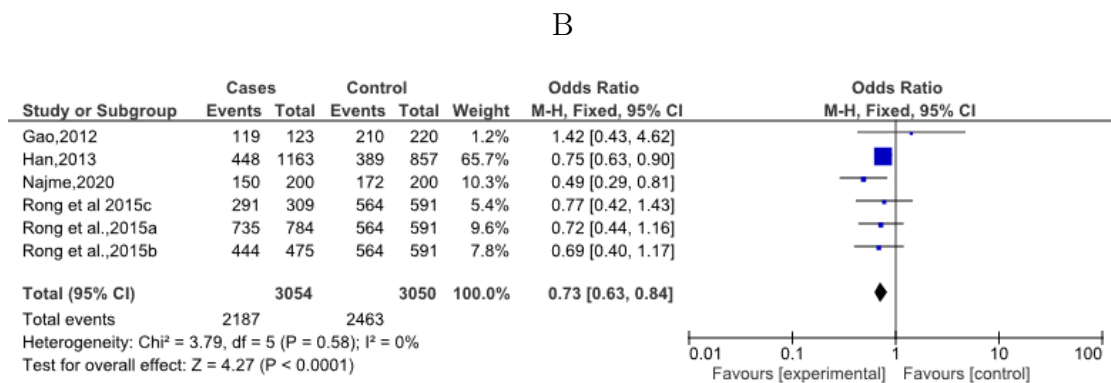 B
Cases Control Odds Ratio Odds Ratio
Study or Subgroup Events Total Events Total Weight M-H, Fixed, 95% CI M-H, Fixed, 95% CI
Gao,2012 119 123 210 220 1.2% 1.42 [0.43, 4.62]
Han,2013 448 1163 389 857 65.7% 0.75 [0.63, 0.90]
Najme,2020 150 200 172 200 10.3% 0.49 [0.29, 0.81]
Rong et al 2015c 291 309 564 591 5.4% 0.77 [0.42, 1.43]
Rong et al.,2015a 735 784 564 591 9.6% 0.72 [0.44, 1.16]
Rong et al.,2015b 444 475 564 591 7.8% 0.69 [0.40, 1.17]
Total (95% CI) 3054 3050 100.0% 0.73 [0.63, 0.84]
Total events 2187 2463
Heterogeneity: Chi² = 3.79, df = 5 (P = 0.58); I² = 0%
Test for overall effect: Z = 4.27 (P < 0.0001)
0.01 0.1 1 10 100
Favours [experimental] Favours [control]